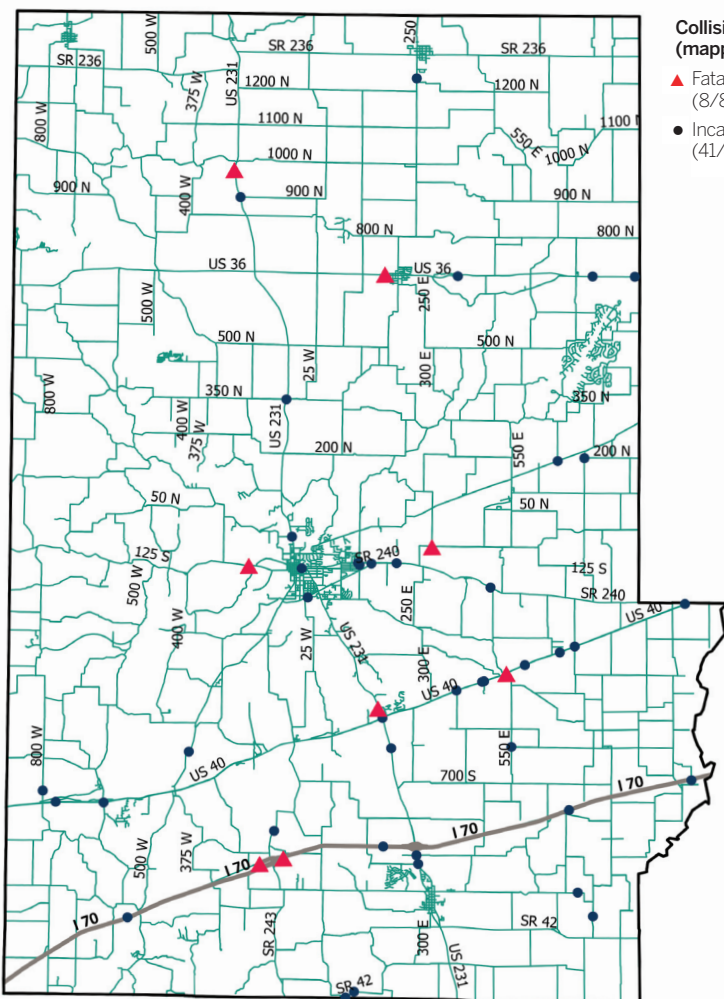 Collisi
(mapp
Fata
(8/8
Inca
(41/
500 W
250
SR 236
SR 236
SR 236
US 231
375 W
1200 N
1200 N
800 W
1100 N
1100 N
550 E
1000 N
1000 N
900 N
400 W
900 N
900 N
800 N
800 N
US 36
US 36
250 E
500 W
500 N
500 N
25 W
300 E
350 N
350 N
800 W
400 W
US 231
375 W
200 N
550 E
200 N
50 N
50 N
125 S
SR 240
125 S
500 W
250 E
SR 240
US 40
400 W
25 W
US 231
300 E
US 40
800 W
550 E
US 40
700 S
I 70
I 70
500 W
375 W
I 70
I 70
SR 243
300 E
SR 42
US 231
SR 42